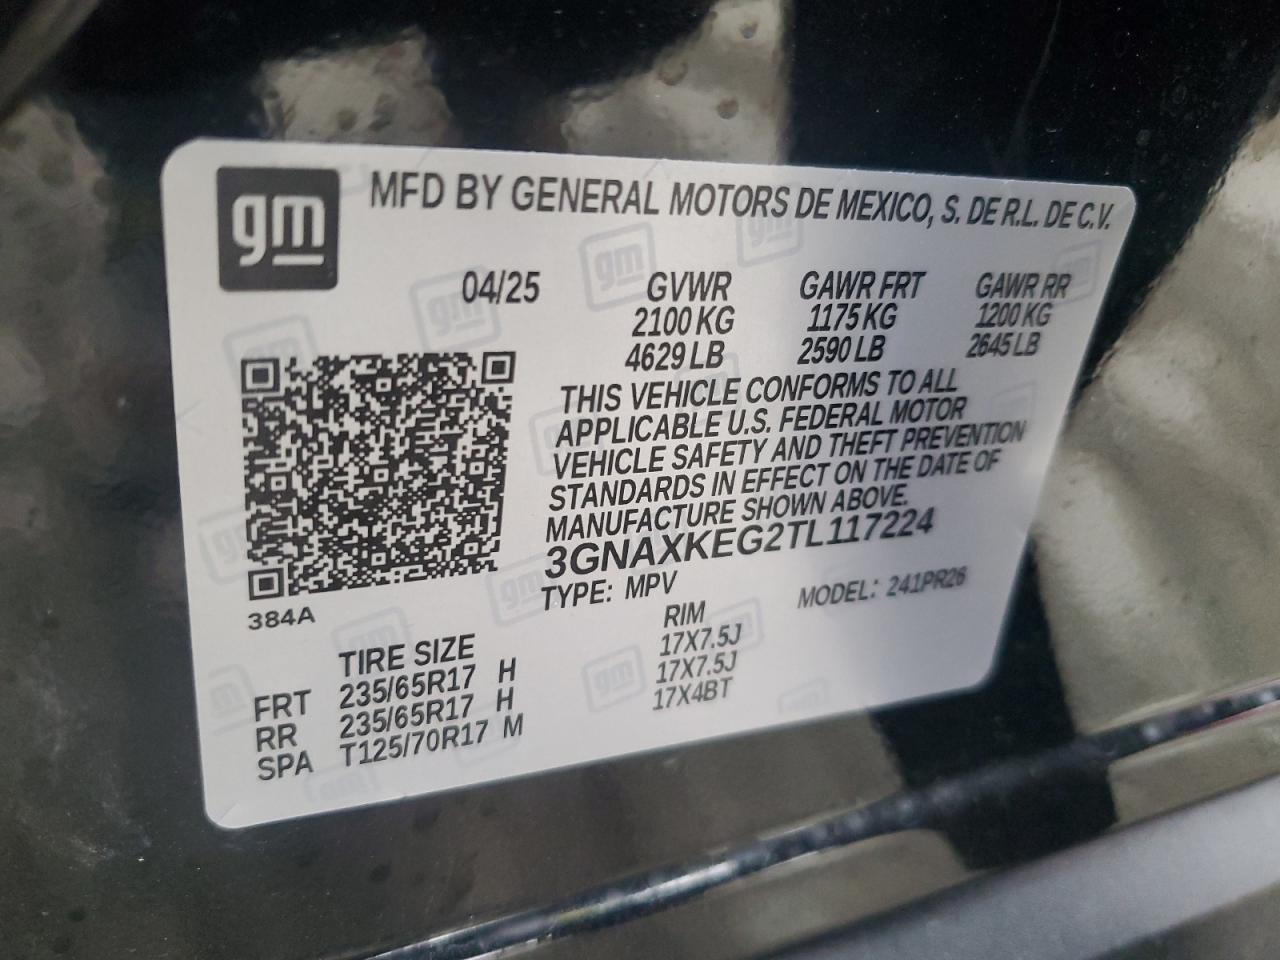 gm MFD BY GENERAL MOTORS DE MEXICO, S. DE R.L. DE C.V.
04/25 GVWR GAWR FRT GAWR RR
2100 KG 1175 KG 1200 KG
4629 LB 2590 LB 2645 LB
THIS VEHICLE CONFORMS TO ALL
APPLICABLE U.S. FEDERAL MOTOR
VEHICLE SAFETY AND THEFT PREVENTION
STANDARDS IN EFFECT ON THE DATE OF
MANUFACTURE SHOWN ABOVE.
3GNAXKEG2TL117224
TYPE: MPV MODEL: 241PR26
384A
TIRE SIZE RIM
FRT 235/65R17 H 17X7.5J
RR 235/65R17 H 17X7.5J
SPA T125/70R17 M 17X4BT